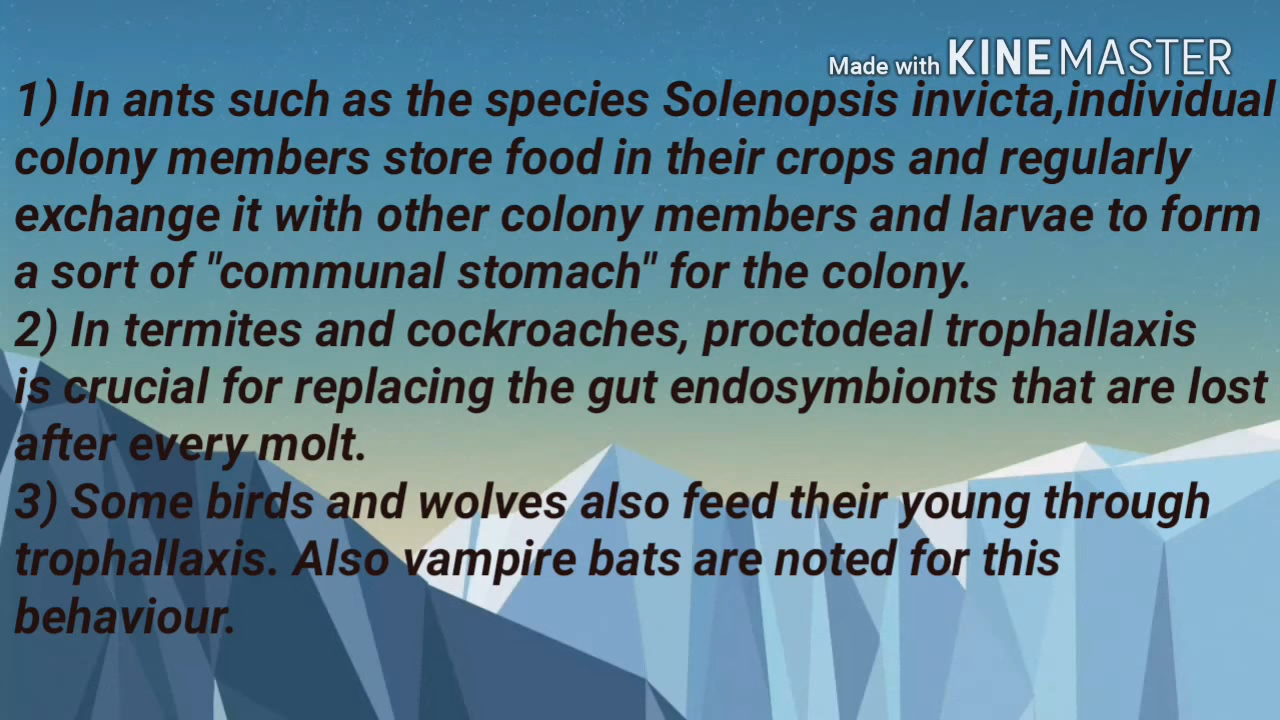 Made with KINEMASTER
1) In ants such as the species Solenopsis invicta,individual
colony members store food in their crops and regularly
exchange it with other colony members and larvae to form
a sort of "communal stomach" for the colony.
2) In termites and cockroaches, proctodeal trophallaxis
is crucial for replacing the gut endosymbionts that are lost
after every molt.
3) Some birds and wolves also feed their young through
trophallaxis. Also vampire bats are noted for this
behaviour.